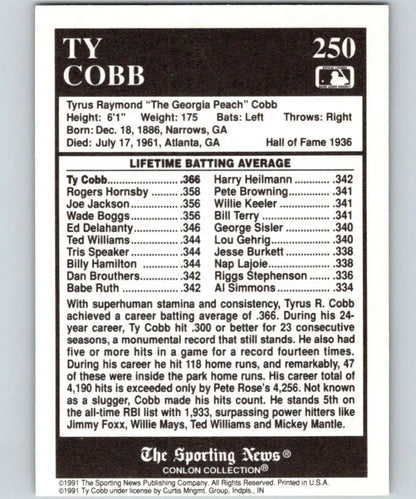 TY
COBB
250
Tyrus Raymond "The Georgia Peach" Cobb
Height: 6'1" Weight: 175 Bats: Left Throws: Right
Born: Dec. 18, 1886, Narrows, GA
Died: July 17, 1961, Atlanta, GA Hall of Fame 1936
LIFETIME BATTING AVERAGE
Ty Cobb .366
Rogers Hornsby .358
Joe Jackson .356
Wade Boggs .356
Ed Delahanty .346
Ted Williams .344
Tris Speaker .344
Billy Hamilton .344
Dan Brouthers .342
Babe Ruth .342
Harry Heilmann .342
Pete Browning .341
Willie Keeler .341
Bill Terry .341
George Sisler .340
Lou Gehrig .340
Jesse Burkett .338
Nap Lajoie .338
Riggs Stephenson .336
Al Simmons .334
With superhuman stamina and consistency, Tyrus R. Cobb
achieved a career batting average of .366. During his 24-
year career, Ty Cobb hit .300 or better for 23 consecutive
seasons, a monumental record that still stands. He also had
five or more hits in a game for a record fourteen times.
During his career he hit 118 home runs, and remarkably, 47
of these were inside the park home runs. His career total of
4,190 hits is exceeded only by Pete Rose's 4,256. Not known
as a slugger, Cobb made his hits count. He stands 5th on
the all-time RBI list with 1,933, surpassing power hitters like
Jimmy Foxx, Willie Mays, Ted Williams and Mickey Mantle.
The Sporting News®
CONLON COLLECTION®
©1991 The Sporting News Publishing Company. All Rights Reserved. Printed in U.S.A.
©1991 Ty Cobb under license by Curtis Mngmt. Group, Indpls., IN